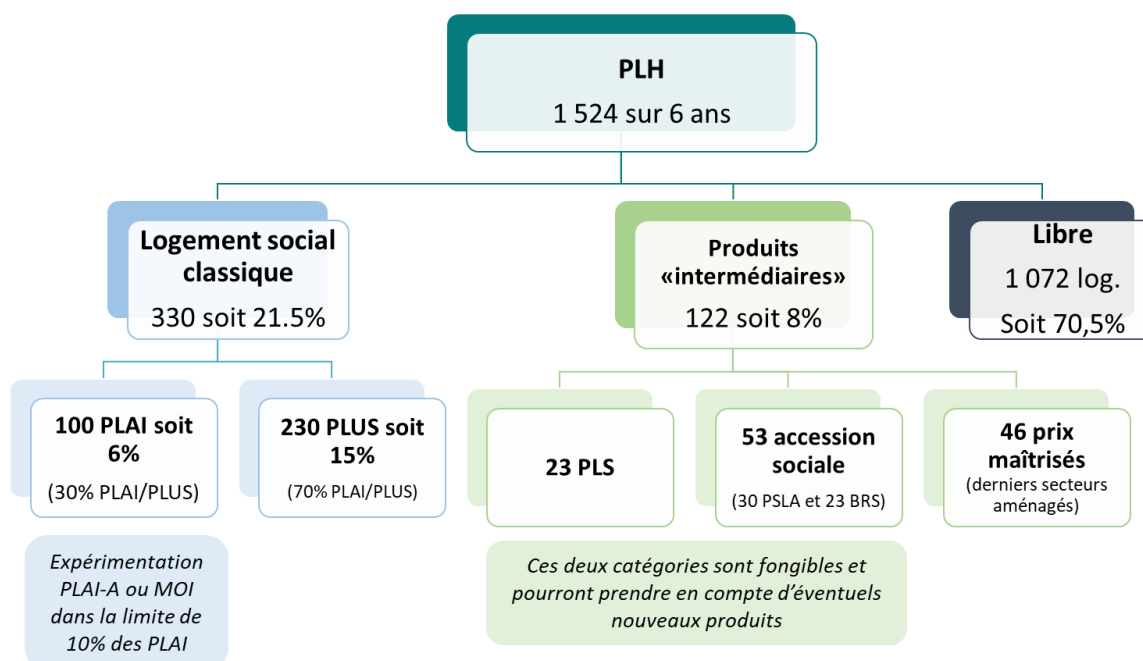 PLH
1 524 sur 6 ans
Logement social
classique
330 soit 21.5%
Produits
«intermédiaires»
122 soit 8%
Libre
1 072 log.
Soit 70,5%
100 PLAI soit
6%
(30% PLAI/PLUS)
230 PLUS soit
15%
(70% PLAI/PLUS)
23 PLS
53 accession
sociale
(30 PSLA et 23 BRS)
46 prix
maîtrisés
(derniers secteurs
aménagés)
Expérimentation
PLAI-A ou MOI
dans la limite de
10% des PLAI
Ces deux catégories sont fongibles et
pourront prendre en compte d’éventuels
nouveaux produits